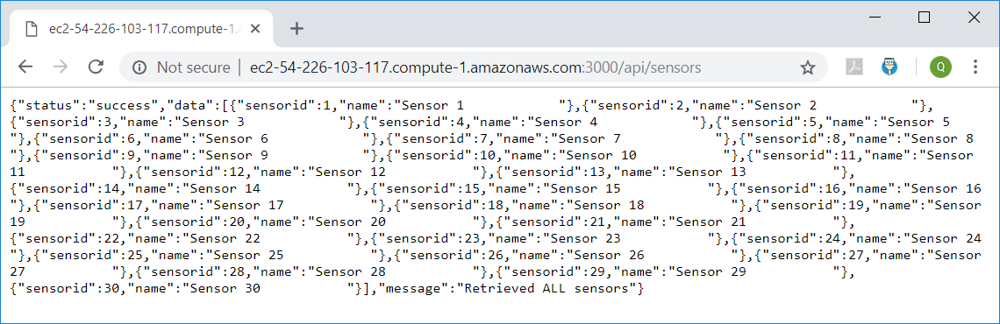 ec2-54-226-103-117.compute-1.a
Not secure | ec2-54-226-103-117.compute-1.amazonaws.com:3000/api/sensors
Q
{"status":"success","data":[{"sensorid":1,"name":"Sensor 1            "},{"sensorid":2,"name":"Sensor 2            "},
{"sensorid":3,"name":"Sensor 3            "},{"sensorid":4,"name":"Sensor 4            "},{"sensorid":5,"name":"Sensor 5
"},{"sensorid":6,"name":"Sensor 6            "},{"sensorid":7,"name":"Sensor 7            "},{"sensorid":8,"name":"Sensor 8
"},{"sensorid":9,"name":"Sensor 9            "},{"sensorid":10,"name":"Sensor 10           "},{"sensorid":11,"name":"Sensor
11           "},{"sensorid":12,"name":"Sensor 12           "},{"sensorid":13,"name":"Sensor 13           "},
{"sensorid":14,"name":"Sensor 14           "},{"sensorid":15,"name":"Sensor 15           "},{"sensorid":16,"name":"Sensor 16
"},{"sensorid":17,"name":"Sensor 17           "},{"sensorid":18,"name":"Sensor 18           "},{"sensorid":19,"name":"Sensor
19           "},{"sensorid":20,"name":"Sensor 20           "},{"sensorid":21,"name":"Sensor 21           "},
{"sensorid":22,"name":"Sensor 22           "},{"sensorid":23,"name":"Sensor 23           "},{"sensorid":24,"name":"Sensor 24
"},{"sensorid":25,"name":"Sensor 25           "},{"sensorid":26,"name":"Sensor 26           "},{"sensorid":27,"name":"Sensor
27           "},{"sensorid":28,"name":"Sensor 28           "},{"sensorid":29,"name":"Sensor 29           "},
{"sensorid":30,"name":"Sensor 30           "}],"message":"Retrieved ALL sensors"}